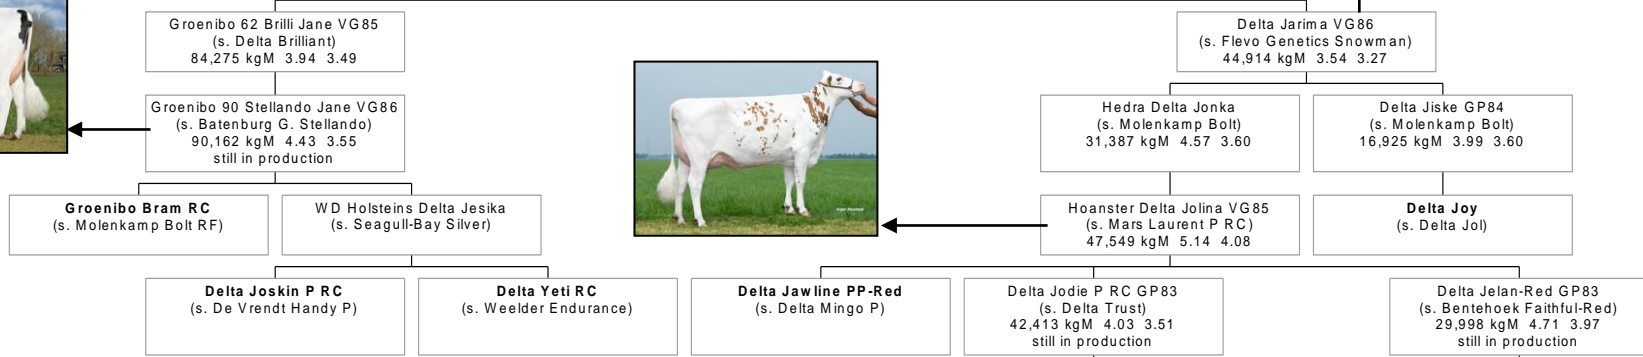 Groenibo 62 Brilli Jane VG85
(s. Delta Brilliant)
84,275 kgM 3.94 3.49
Delta Jarima VG86
(s. Flevo Genetics Snowman)
44,914 kgM 3.54 3.27
Groenibo 90 Stellando Jane VG86
(s. Batenburg G. Stellando)
90,162 kgM 4.43 3.55
still in production
Hedra Delta Jonka
(s. Molenkamp Bolt)
31,387 kgM 4.57 3.60
Delta Jiske GP84
(s. Molenkamp Bolt)
16,925 kgM 3.99 3.60
Groenibo Bram RC
(s. Molenkamp Bolt RF)
WD Holsteins Delta Jesika
(s. Seagull-Bay Silver)
Hoanster Delta Jolina VG85
(s. Mars Laurent P RC)
47,549 kgM 5.14 4.08
Delta Joy
(s. Delta Jol)
Delta Joskin P RC
(s. De Vrendt Handy P)
Delta Yeti RC
(s. Weelder Endurance)
Delta Jawline PP-Red
(s. Delta Mingo P)
Delta Jodie P RC GP83
(s. Delta Trust)
42,413 kgM 4.03 3.51
still in production
Delta Jelan-Red GP83
(s. Bentehoek Faithful-Red)
29,998 kgM 4.71 3.97
still in production